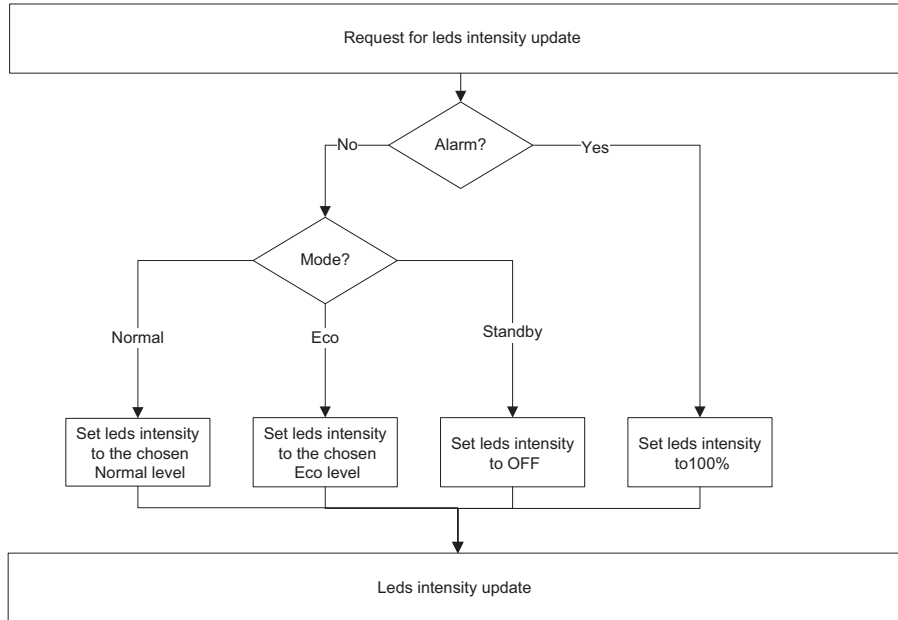 Request for leds intensity update
Alarm?
No
Yes
Mode?
Normal
Eco
Standby
Set leds intensity
to the chosen
Normal level
Set leds intensity
to the chosen
Eco level
Set leds intensity
to OFF
Set leds intensity
to100%
Leds intensity update